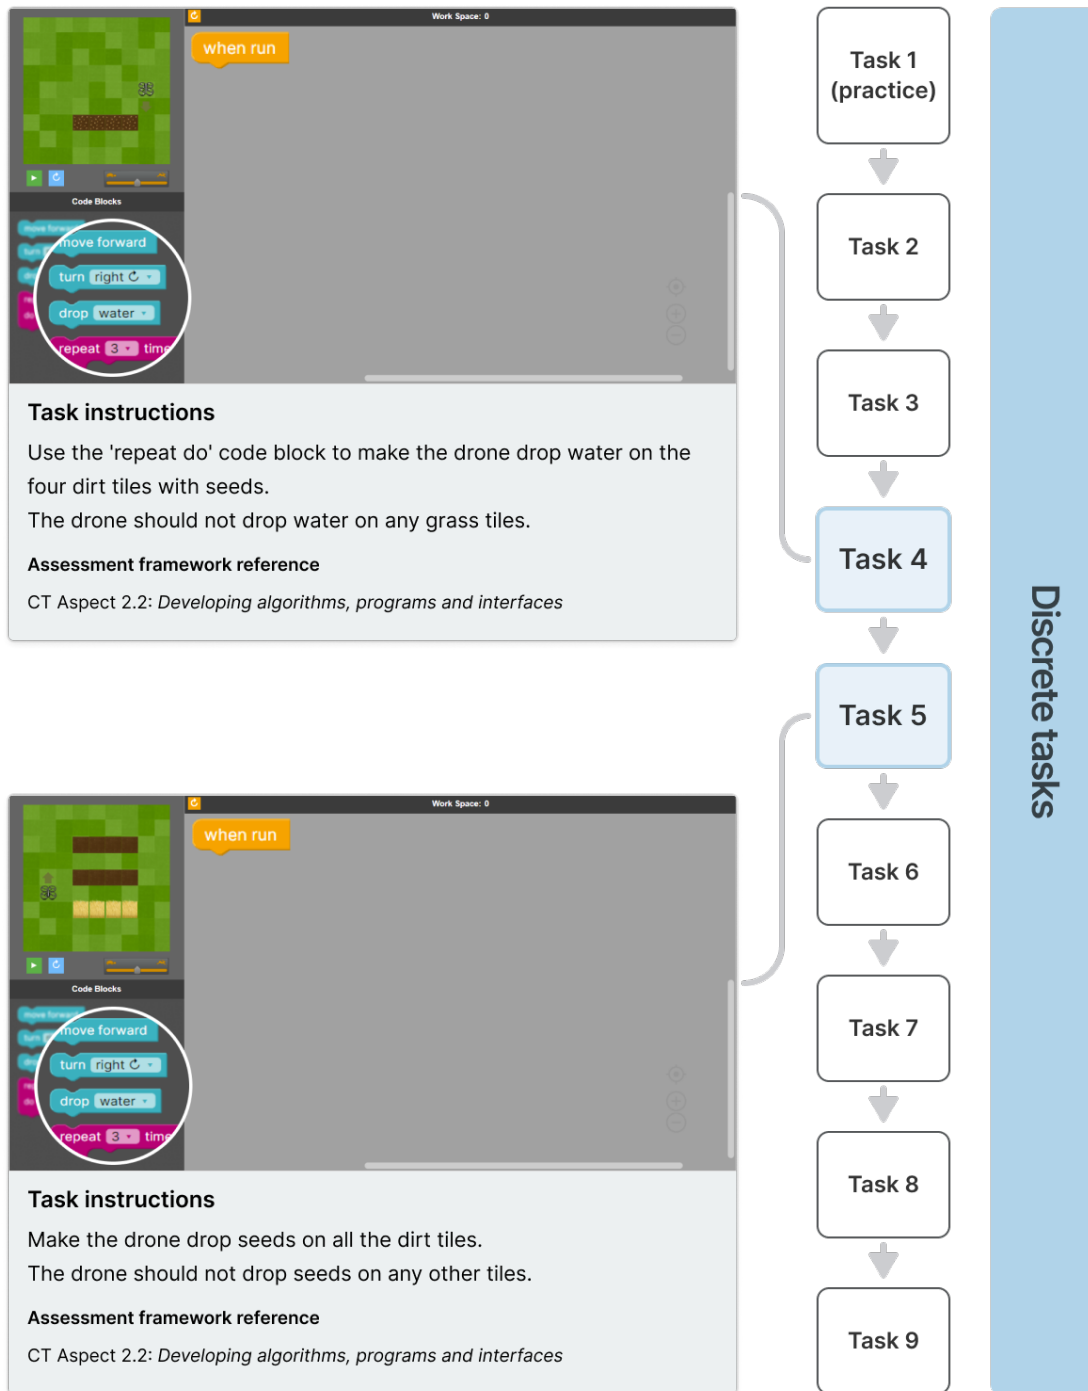 Work Space: 0
when run
Code Blocks
move forward
turn right
drop water
repeat 3 time
do
Task instructions
Use the 'repeat do' code block to make the drone drop water on the
four dirt tiles with seeds.
The drone should not drop water on any grass tiles.
Assessment framework reference
CT Aspect 2.2: Developing algorithms, programs and interfaces
Work Space: 0
when run
Code Blocks
move forward
turn right
drop water
repeat 3 time
do
Task instructions
Make the drone drop seeds on all the dirt tiles.
The drone should not drop seeds on any other tiles.
Assessment framework reference
CT Aspect 2.2: Developing algorithms, programs and interfaces
Task 1
(practice)
Task 2
Task 3
Task 4
Task 5
Task 6
Task 7
Task 8
Task 9
Discrete tasks